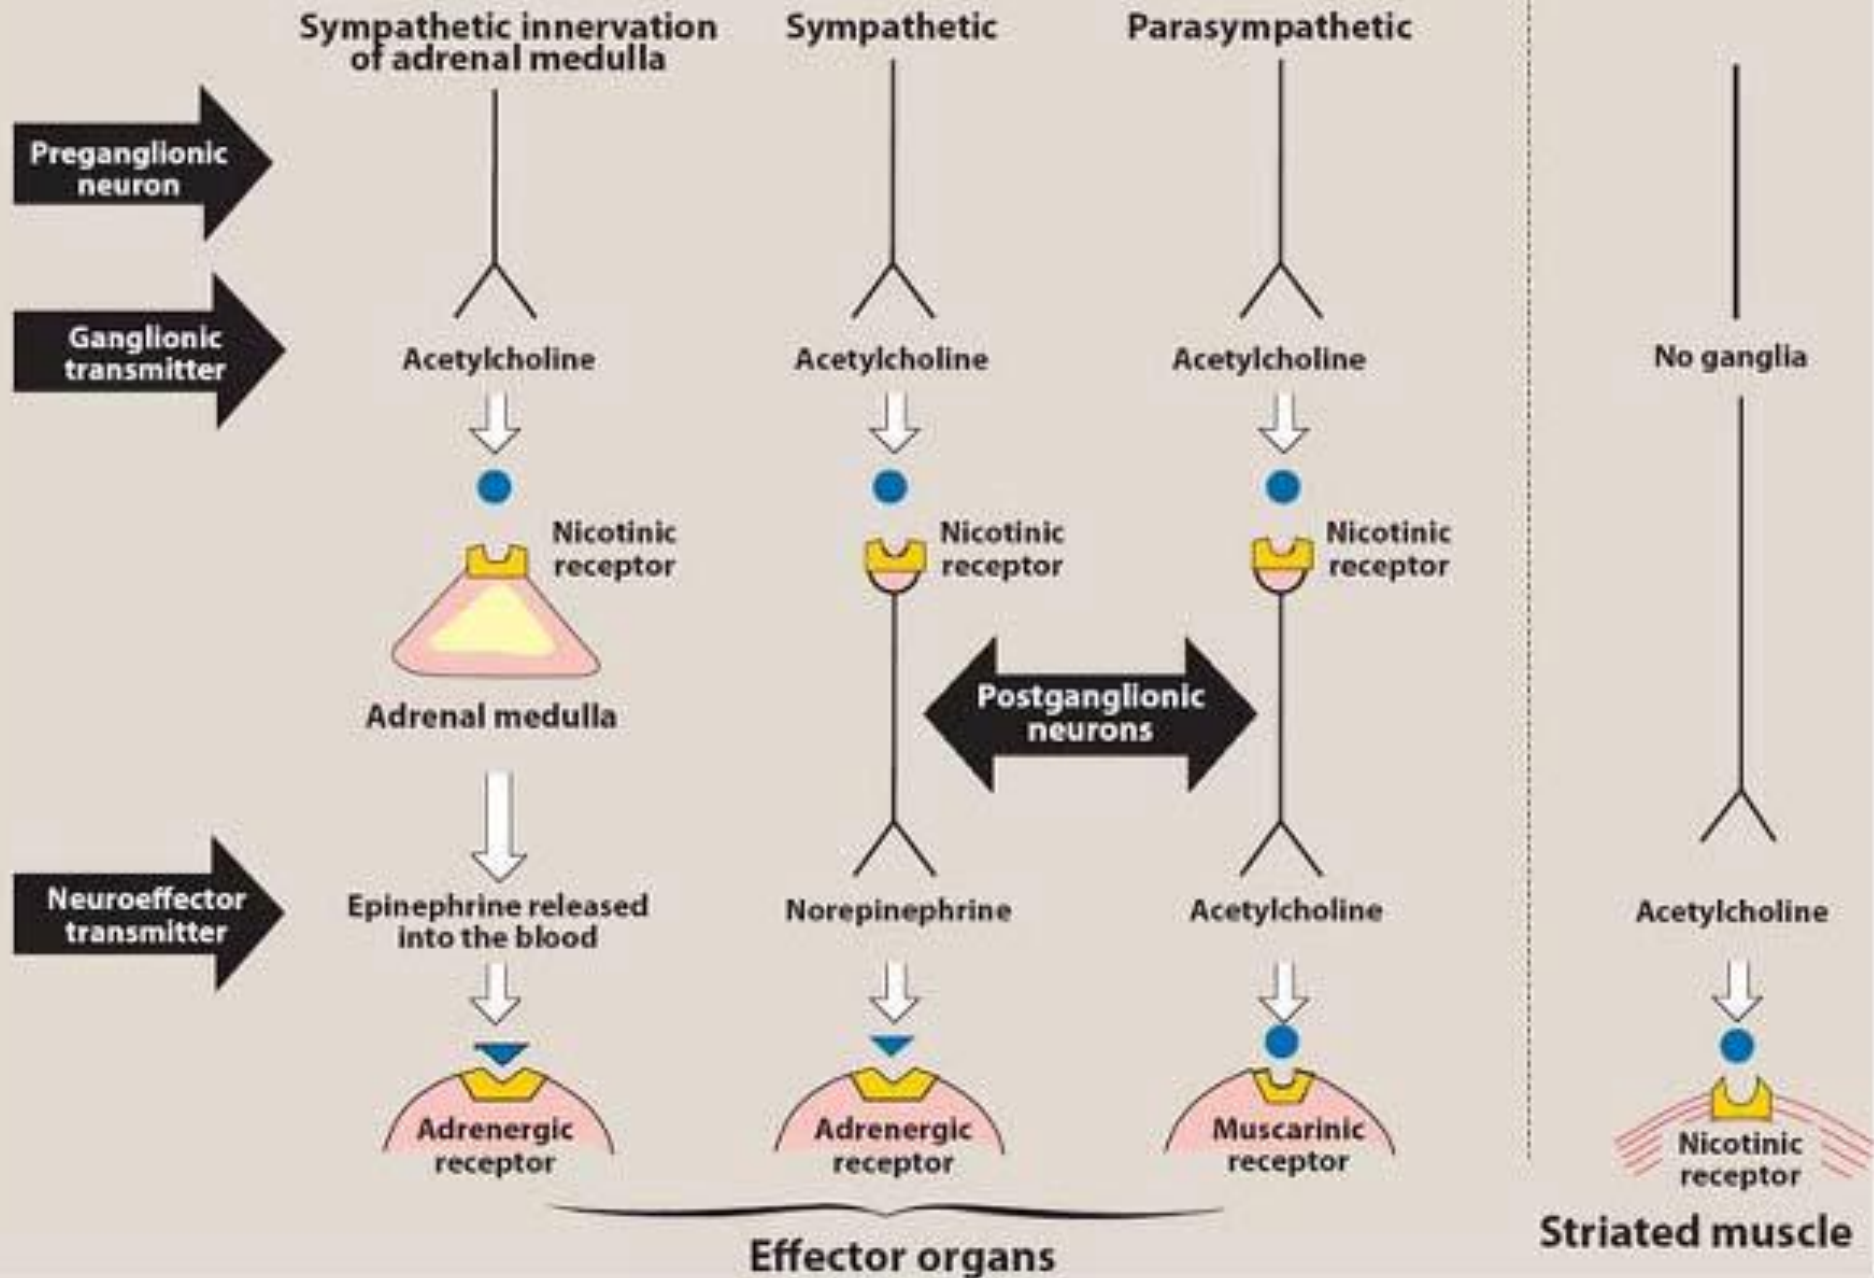 Sympathetic innervation
of adrenal medulla
Sympathetic
Parasympathetic
Preganglionic
neuron
Ganglionic
transmitter
Acetylcholine
Acetylcholine
Acetylcholine
No ganglia
Nicotinic
receptor
Nicotinic
receptor
Nicotinic
receptor
Adrenal medulla
Postganglionic
neurons
Neuroeffector
transmitter
Epinephrine released
into the blood
Norepinephrine
Acetylcholine
Acetylcholine
Adrenergic
receptor
Adrenergic
receptor
Muscarinic
receptor
Nicotinic
receptor
Effector organs
Striated muscle